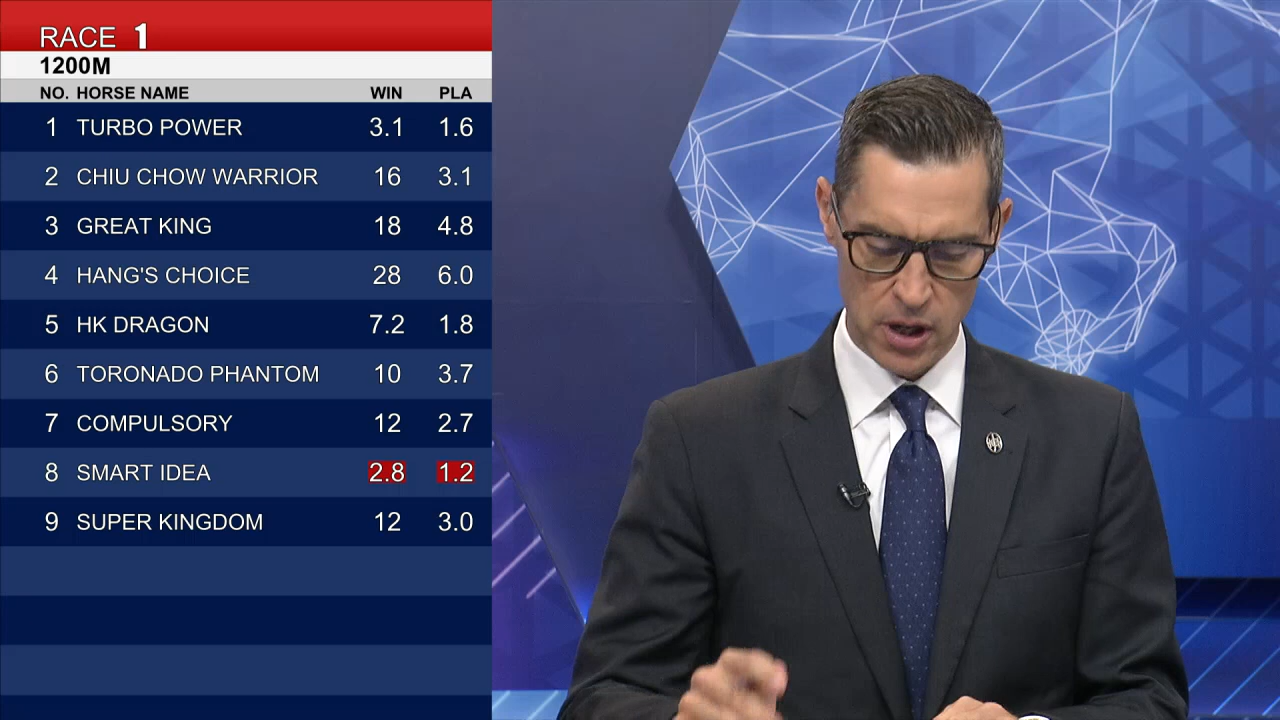 RACE 1
1200M
NO. HORSE NAME WIN PLA
1 TURBO POWER 3.1 1.6
2 CHIU CHOW WARRIOR 16 3.1
3 GREAT KING 18 4.8
4 HANG'S CHOICE 28 6.0
5 HK DRAGON 7.2 1.8
6 TORONADO PHANTOM 10 3.7
7 COMPULSORY 12 2.7
8 SMART IDEA 2.8 1.2
9 SUPER KINGDOM 12 3.0